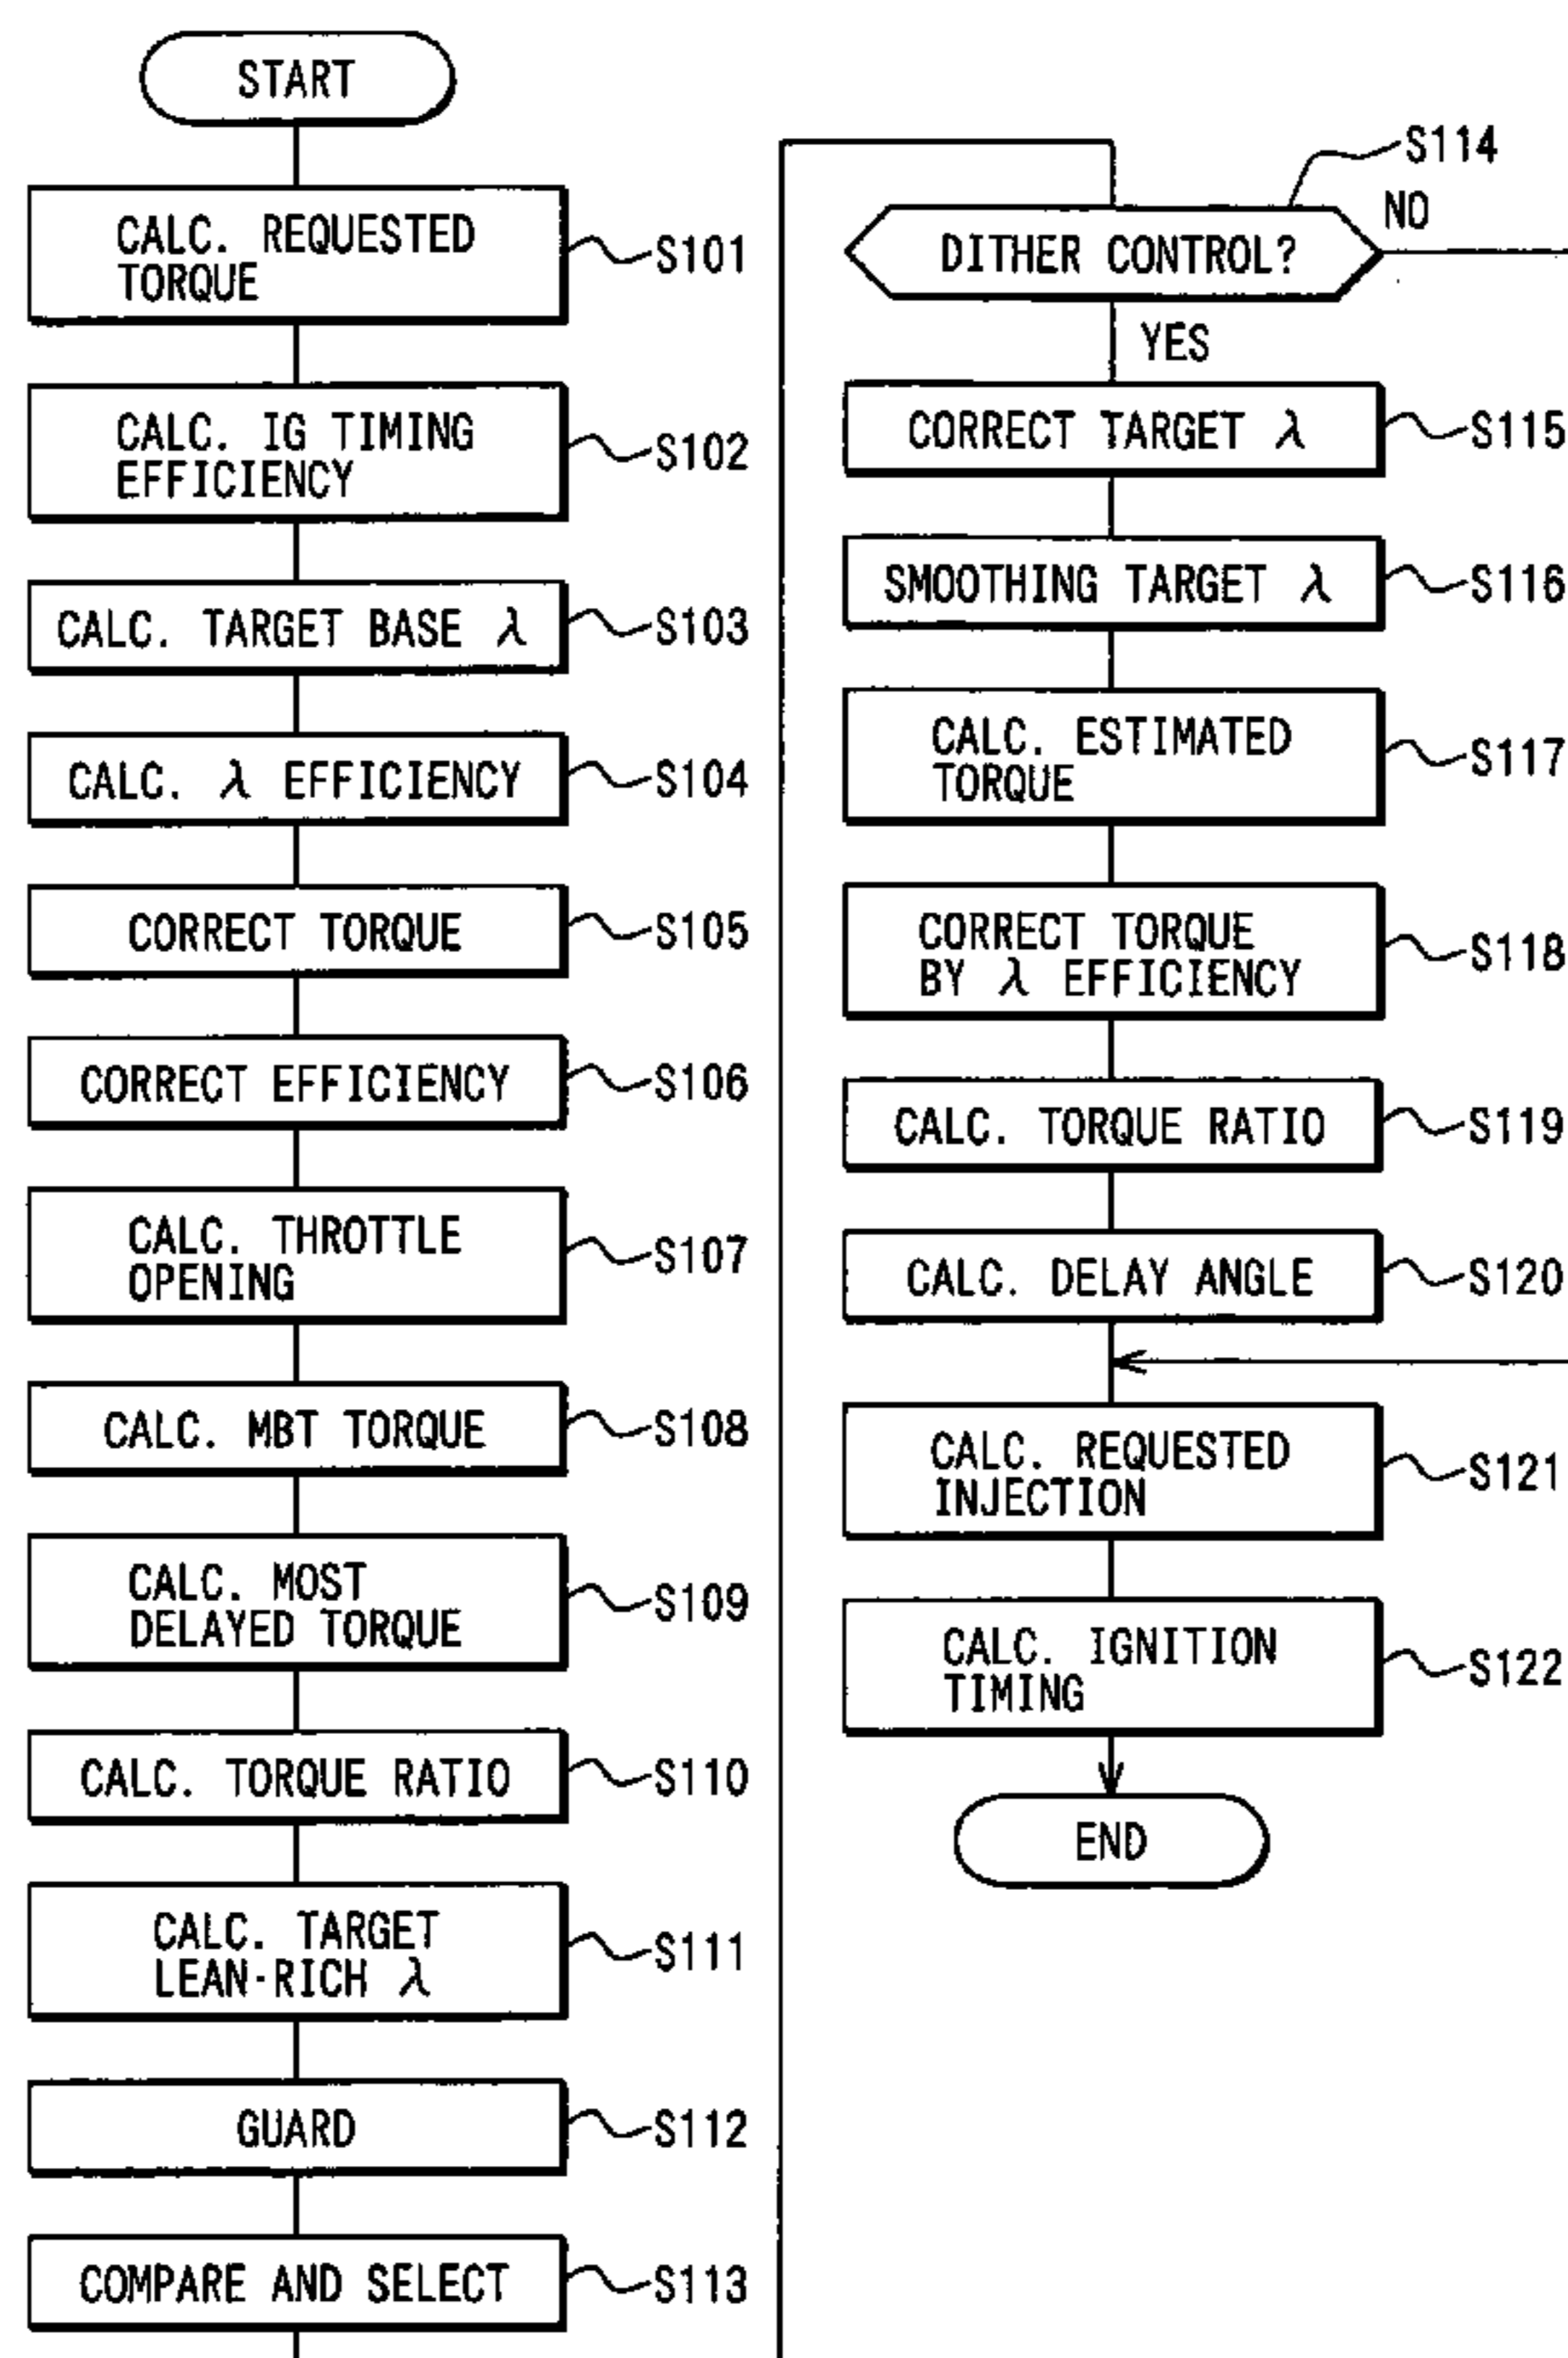 START
CALC. REQUESTED
TORQUE
S101
CALC. IG TIMING
EFFICIENCY
S102
CALC. TARGET BASE λ
S103
CALC. λ EFFICIENCY
S104
CORRECT TORQUE
S105
CORRECT EFFICIENCY
S106
CALC. THROTTLE
OPENING
S107
CALC. MBT TORQUE
S108
CALC. MOST
DELAYED TORQUE
S109
CALC. TORQUE RATIO
S110
CALC. TARGET
LEAN·RICH λ
S111
GUARD
S112
COMPARE AND SELECT
S113
S114
DITHER CONTROL?
NO
YES
CORRECT TARGET λ
S115
SMOOTHING TARGET λ
S116
CALC. ESTIMATED
TORQUE
S117
CORRECT TORQUE
BY λ EFFICIENCY
S118
CALC. TORQUE RATIO
S119
CALC. DELAY ANGLE
S120
CALC. REQUESTED
INJECTION
S121
CALC. IGNITION
TIMING
S122
END